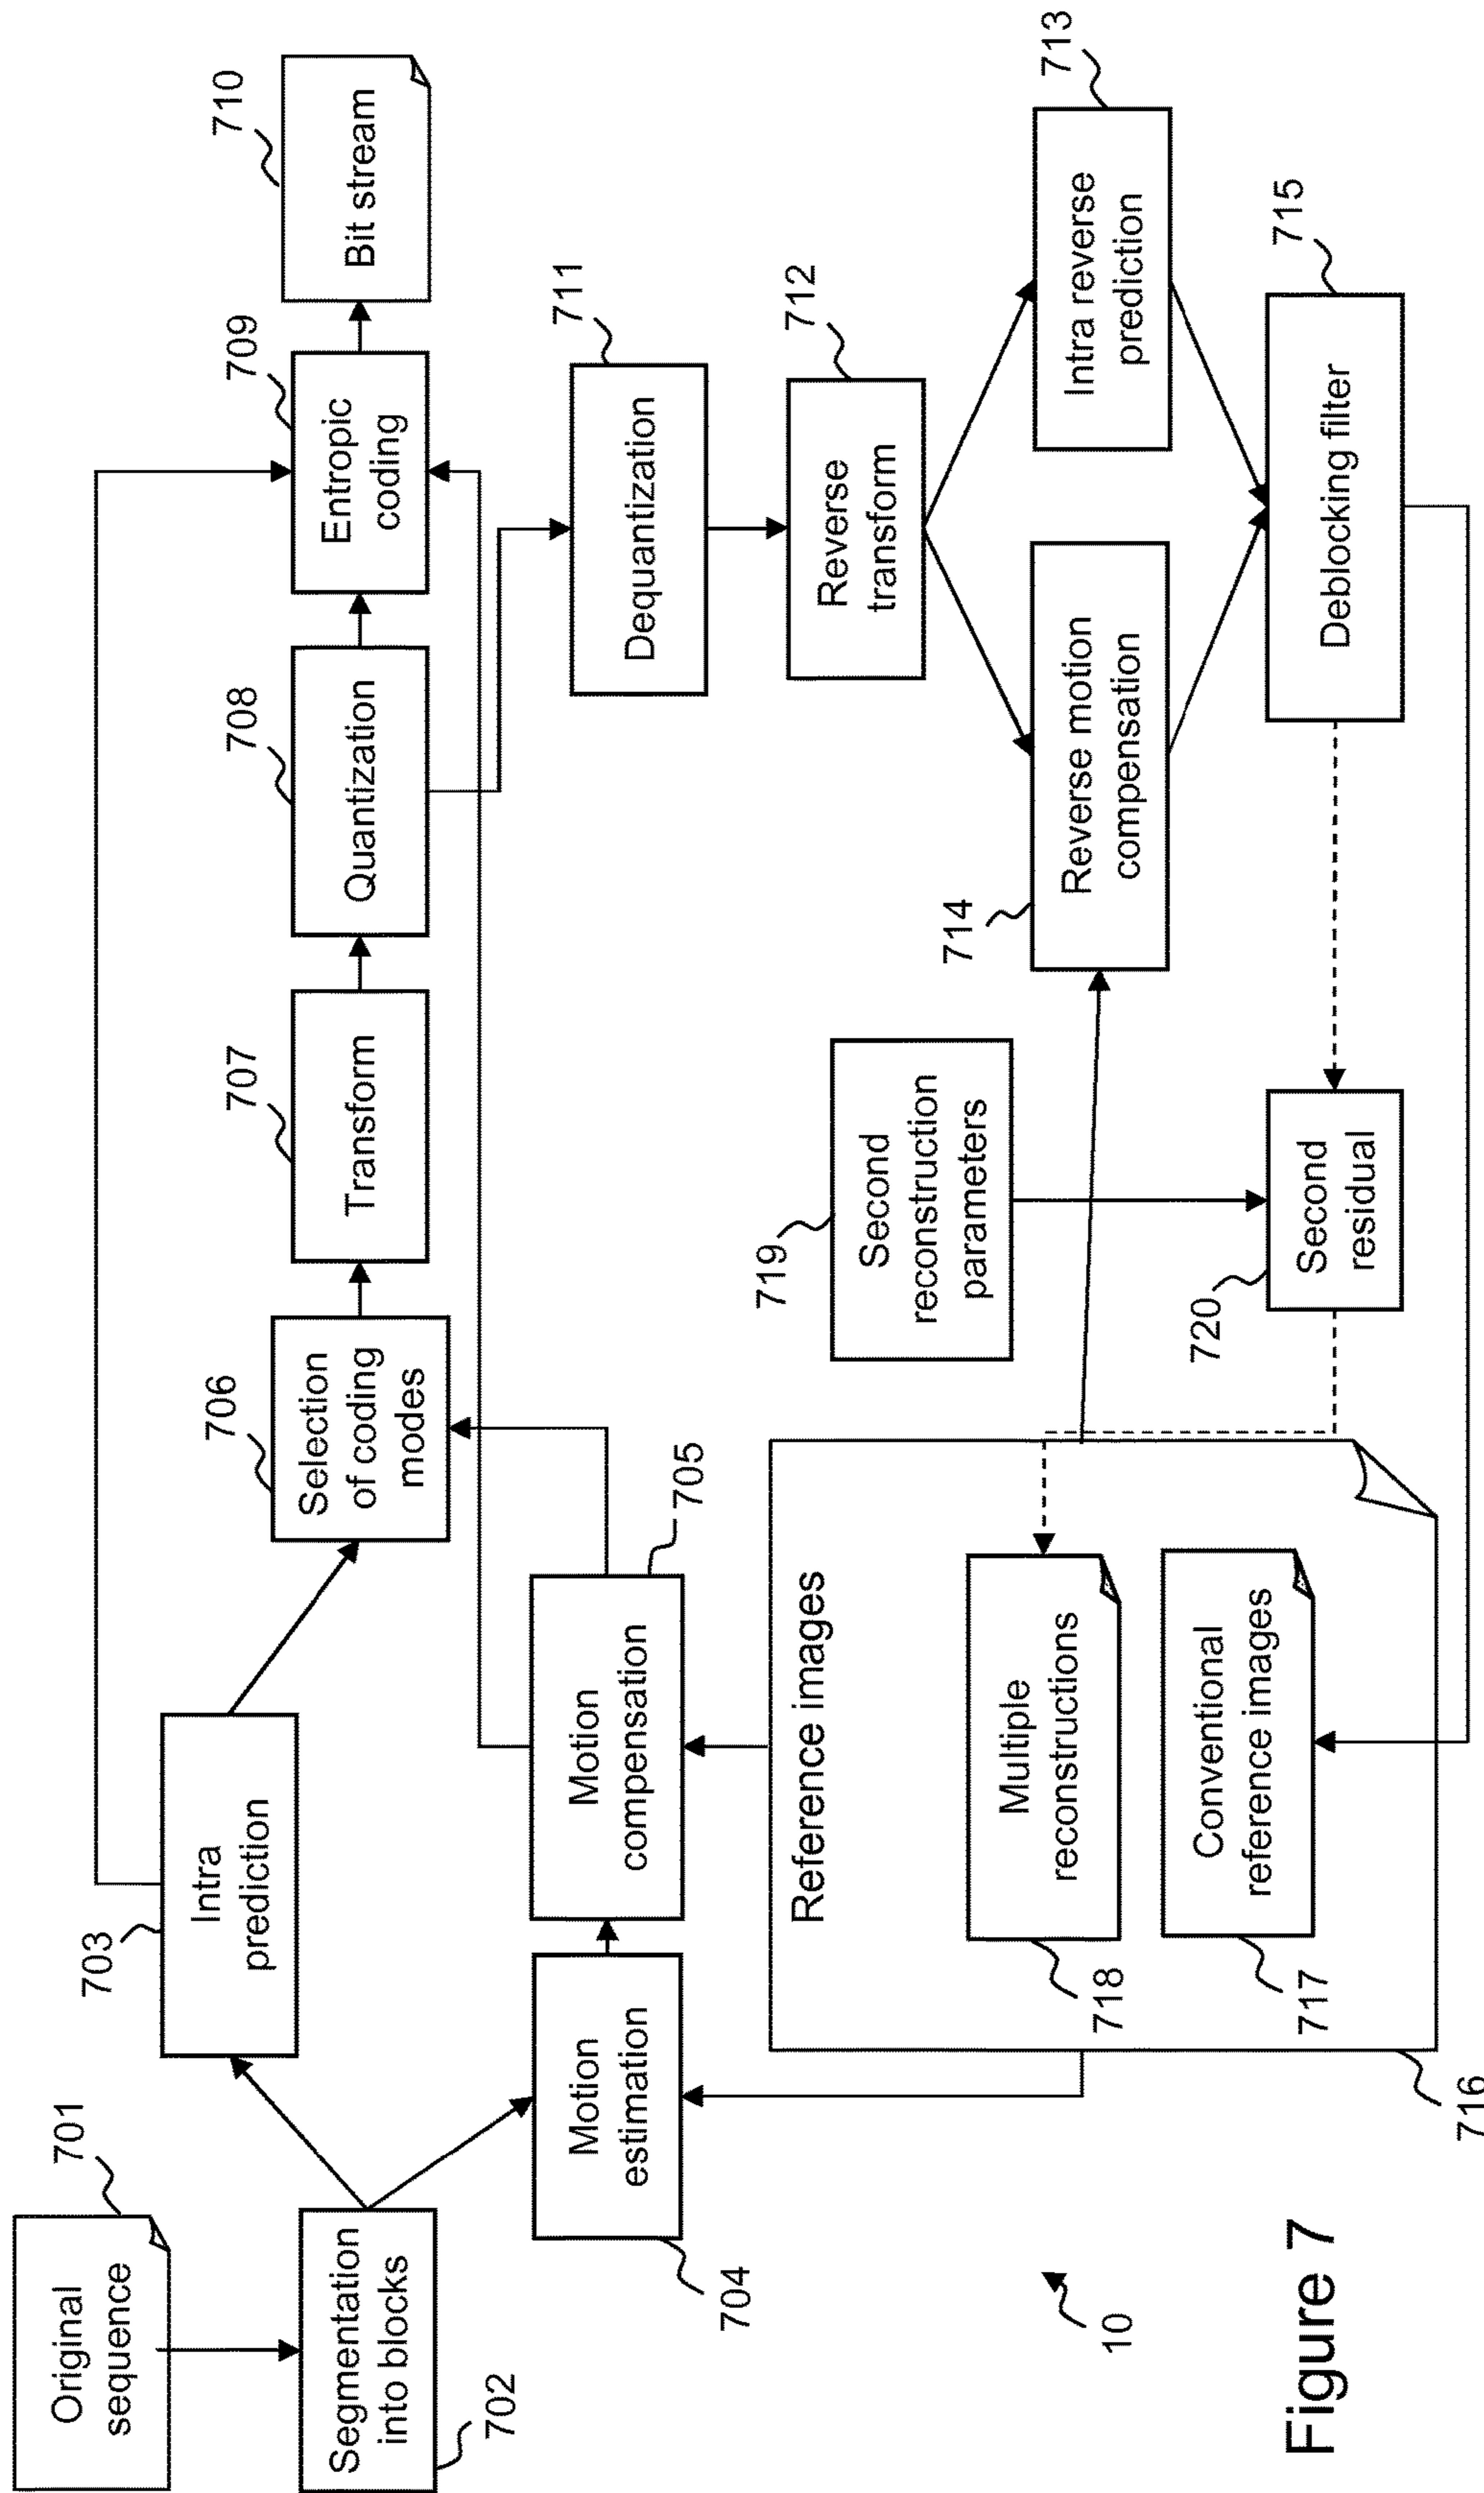 701
Original
sequence
Segmentation
into blocks
702
703
Intra
prediction
Motion
estimation
704
Motion
compensation
705
706
Selection
of coding
modes
707
Transform
708
Quantization
709
Entropic
coding
710
Bit stream
711
Dequantization
712
Reverse
transform
713
Intra reverse
prediction
714
Reverse motion
compensation
715
Deblocking filter
Reference images
716
Multiple
reconstructions
718
Conventional
reference images
717
719
Second
reconstruction
parameters
720
Second
residual
10
Figure 7